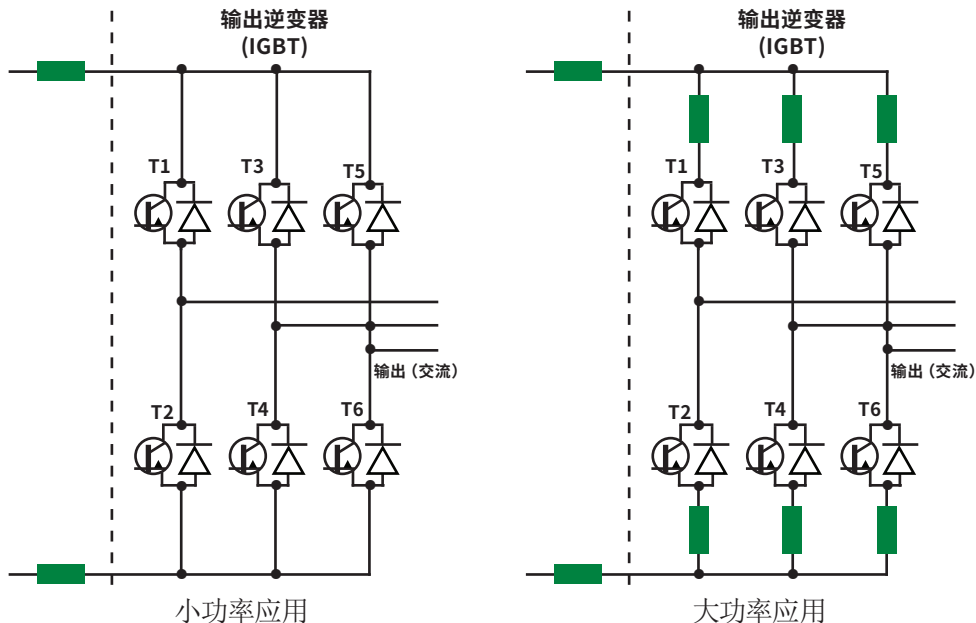 输出逆变器
(IGBT)
T1
T3
T5
输出（交流）
T2
T4
T6
小功率应用
输出逆变器
(IGBT)
T1
T3
T5
输出（交流）
T2
T4
T6
大功率应用